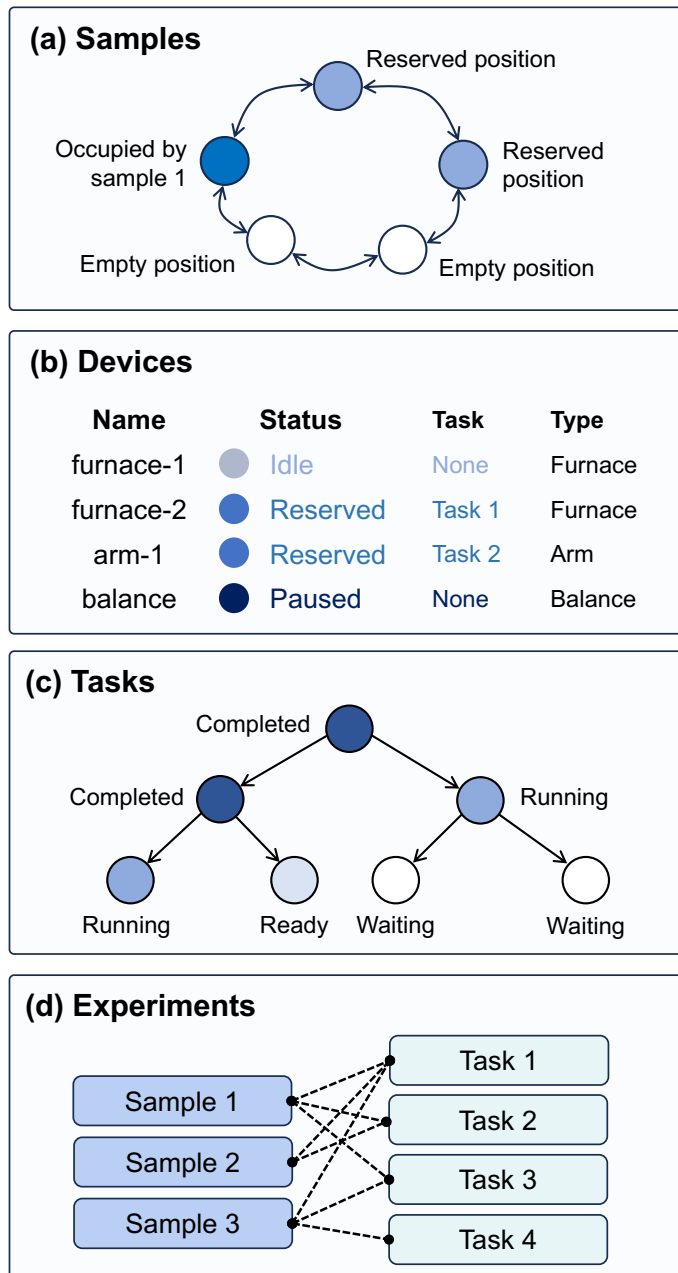 (a) Samples
Reserved position
Occupied by
sample 1
Reserved
position
Empty position
Empty position
(b) Devices
Name Status Task Type
furnace-1 Idle None Furnace
furnace-2 Reserved Task 1 Furnace
arm-1 Reserved Task 2 Arm
balance Paused None Balance
(c) Tasks
Completed
Completed
Running
Running
Ready
Waiting
Waiting
(d) Experiments
Sample 1
Sample 2
Sample 3
Task 1
Task 2
Task 3
Task 4